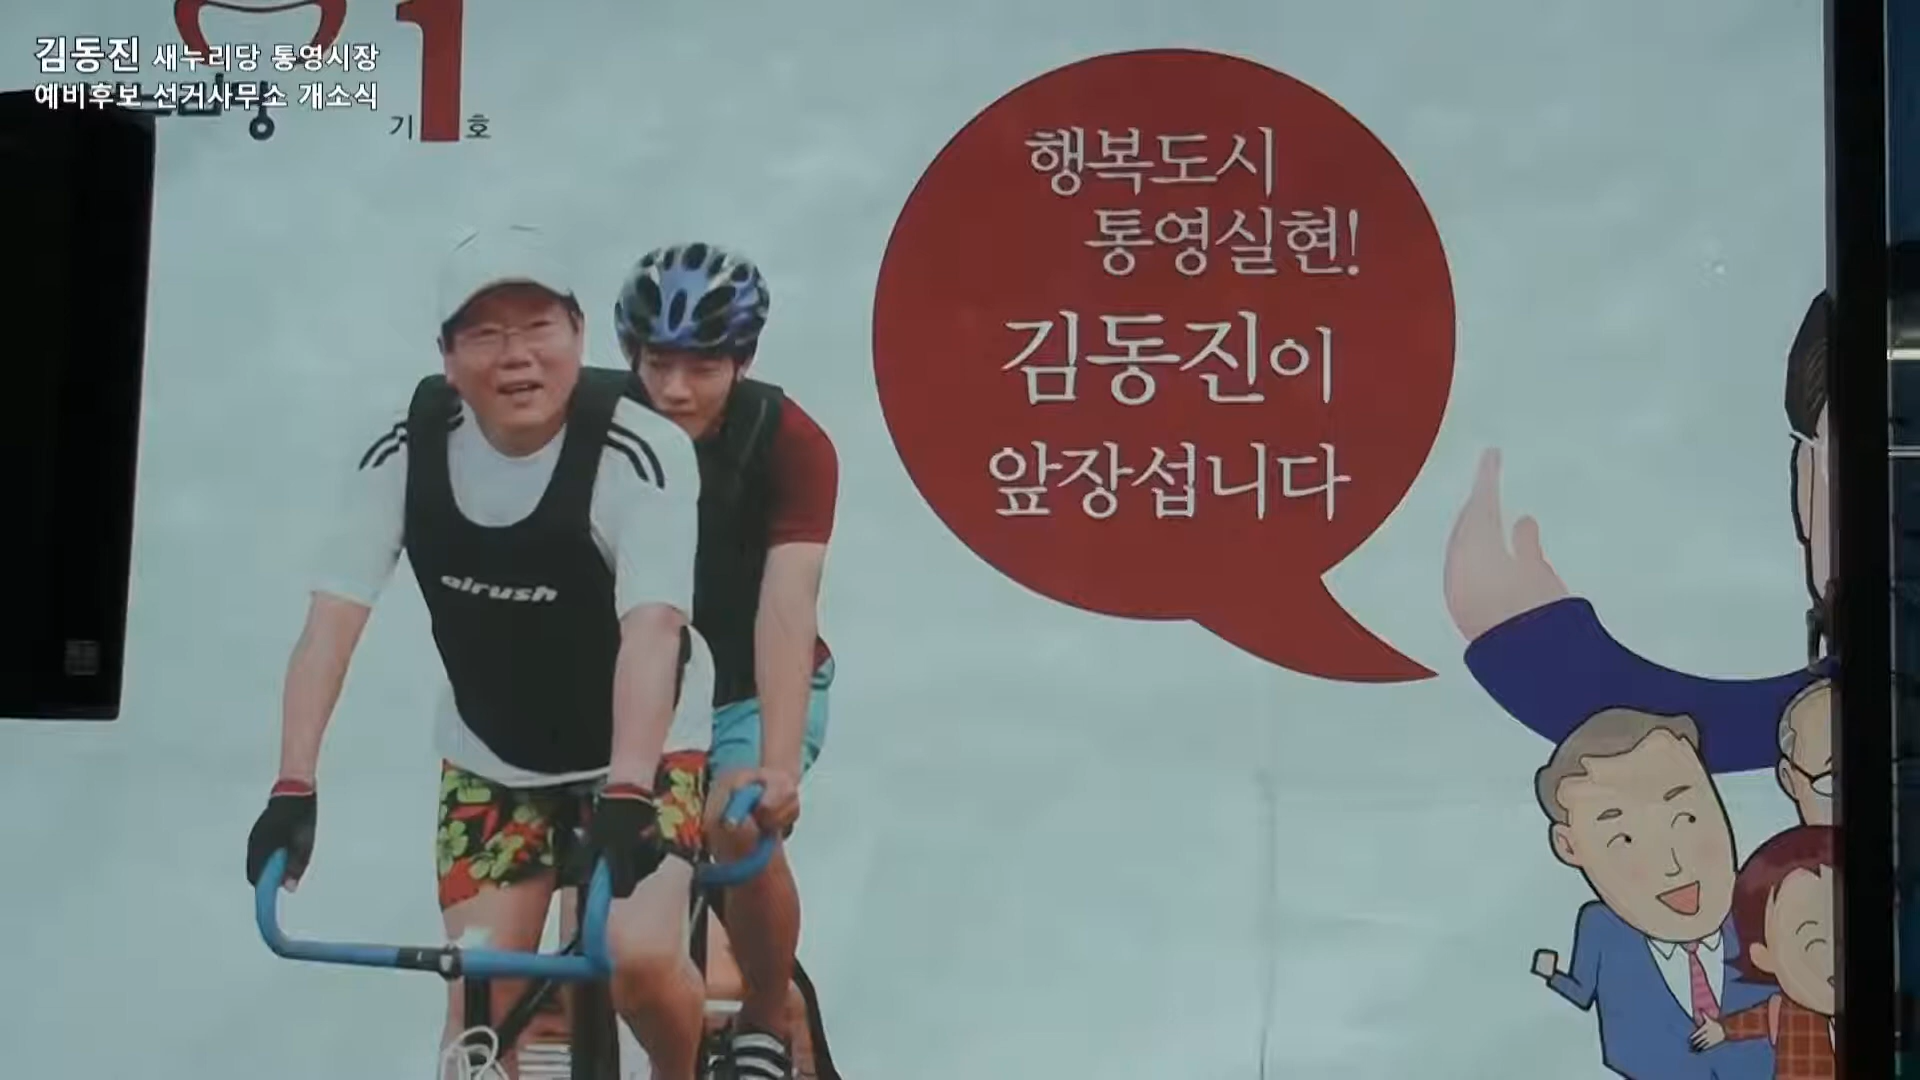 김동진 새누리당 통영시장
예비후보 선거사무소 개소식
기1호
행복도시
통영실현!
김동진이
앞장섭니다
airush